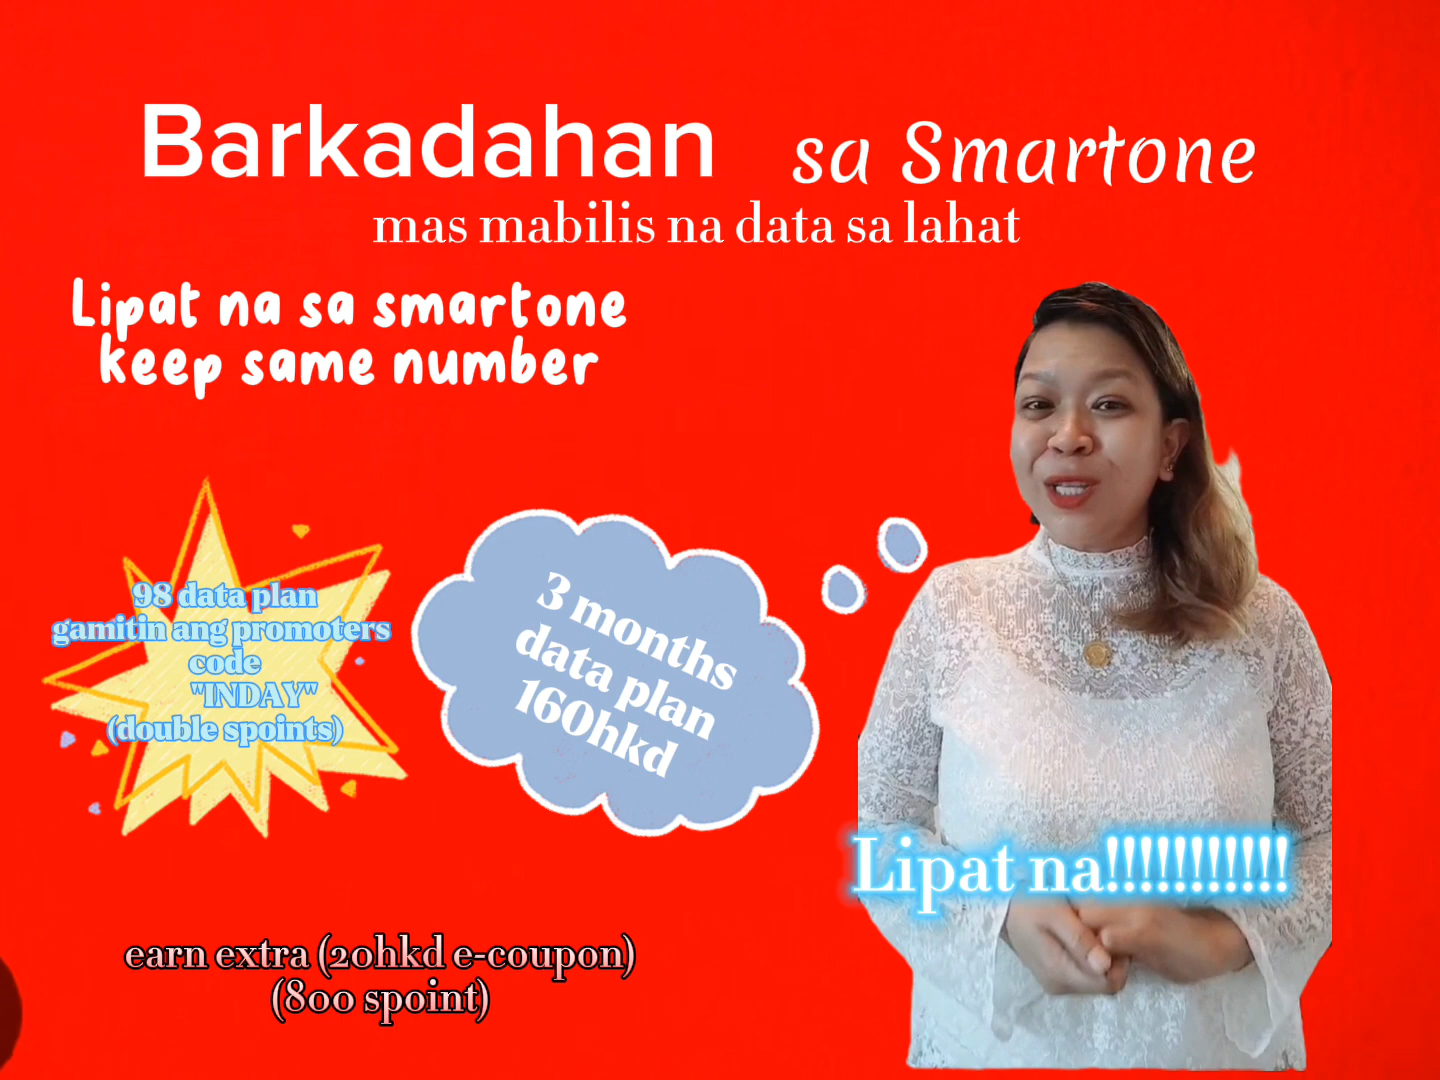 Barkadahan sa Smartone
mas mabilis na data sa lahat
Lipat na sa smartone
keep same number
98 data plan
gamitin ang promoters
code
"INDAY"
(double spoints)
3 months
data plan
160hkd
Lipat na!!!!!!!!!!!
earn extra (20hkd e-coupon)
(800 spoint)